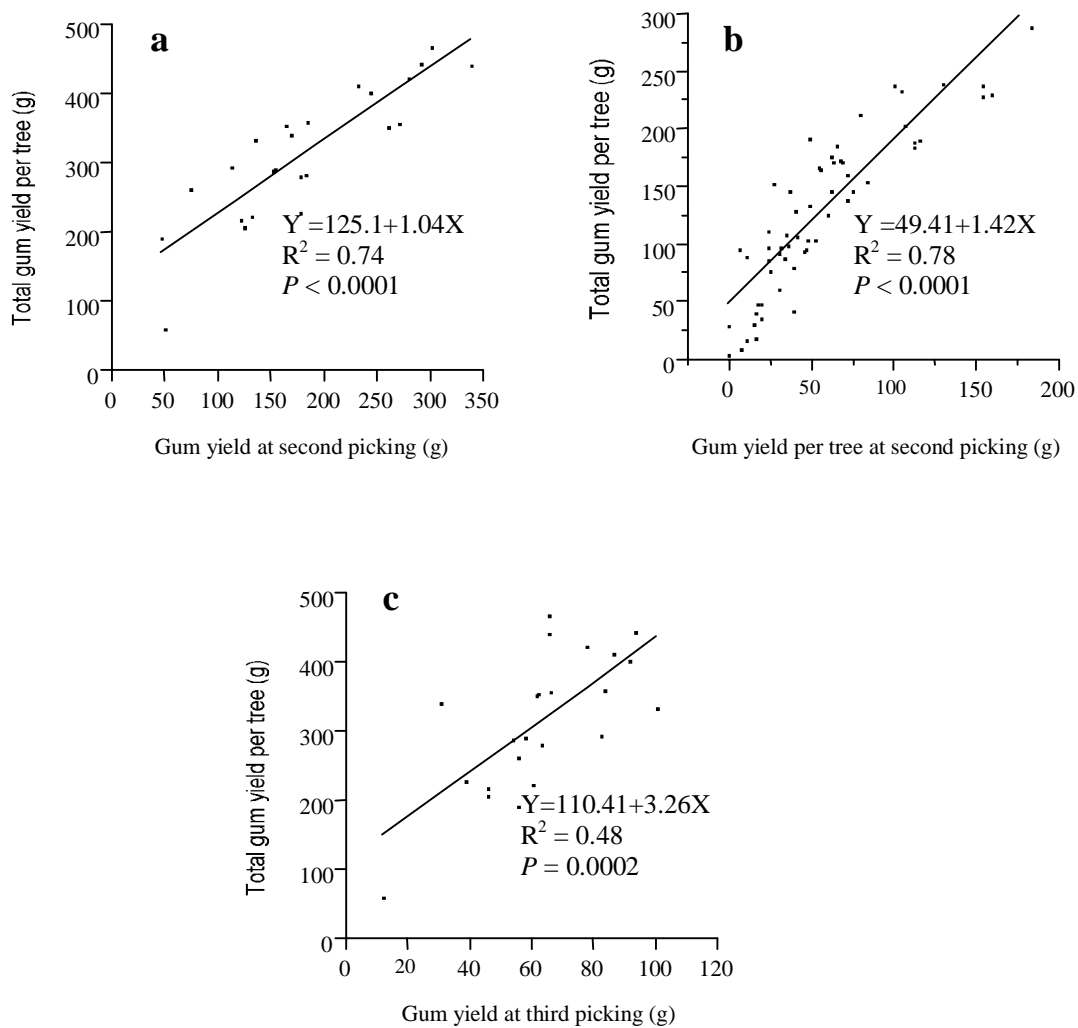 a
Total gum yield per tree (g)
500
400
300
200
100
0
Y =125.1+1.04X
R² = 0.74
P < 0.0001
0 50 100 150 200 250 300 350
Gum yield at second picking (g)
b
Total gum yield per tree (g)
300
250
200
150
100
50
0
Y =49.41+1.42X
R² = 0.78
P < 0.0001
0 50 100 150 200
Gum yield per tree at second picking (g)
c
Total gum yield per tree (g)
500
400
300
200
100
0
Y=110.41+3.26X
R² = 0.48
P = 0.0002
0 20 40 60 80 100 120
Gum yield at third picking (g)